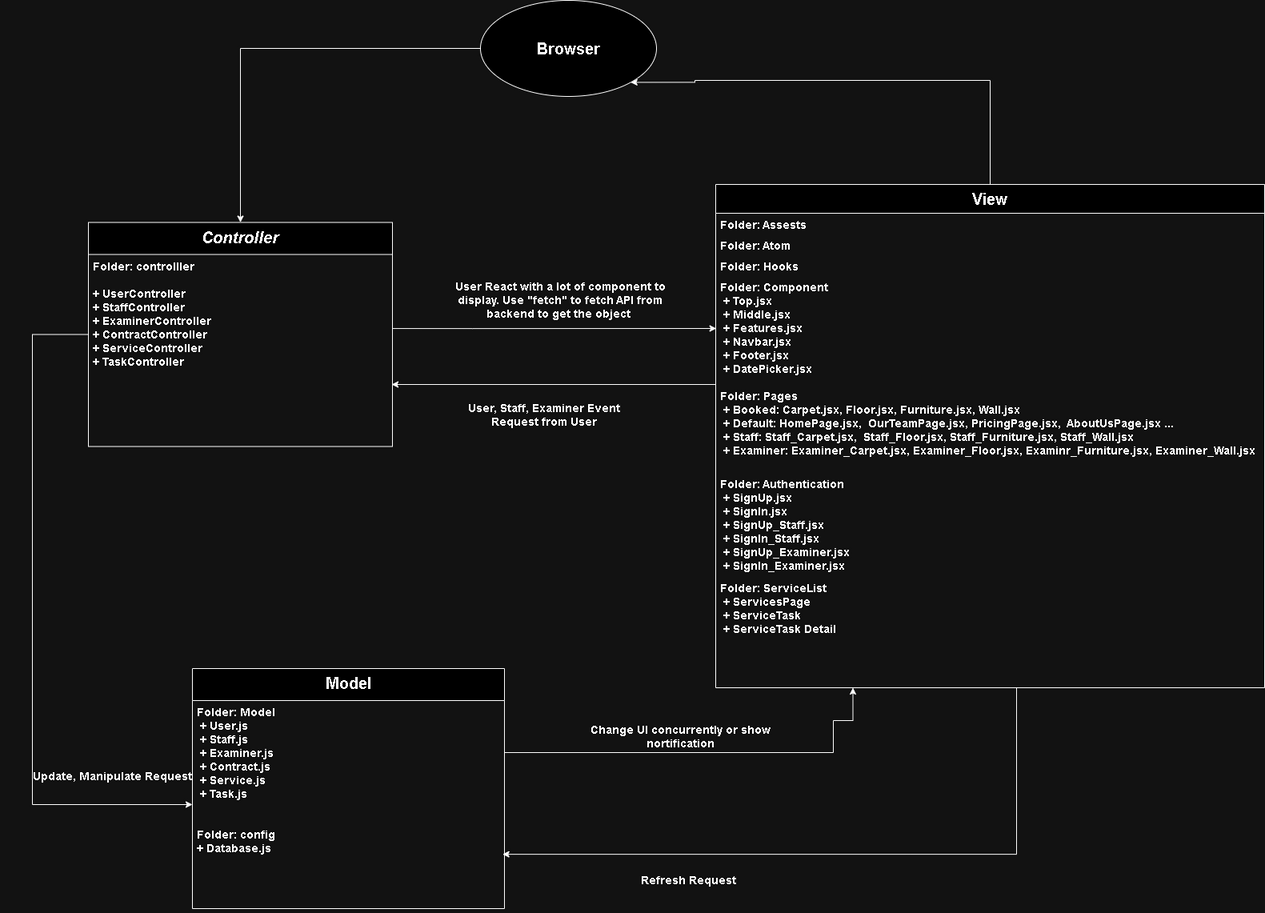 Browser
Controller
Folder: controlller
+ UserController
+ StaffController
+ ExaminerController
+ ContractController
+ ServiceController
+ TaskController
User React with a lot of component to
display. Use "fetch" to fetch API from
backend to get the object
User, Staff, Examiner Event
Request from User
View
Folder: Assests
Folder: Atom
Folder: Hooks
Folder: Component
+ Top.jsx
+ Middle.jsx
+ Features.jsx
+ Navbar.jsx
+ Footer.jsx
+ DatePicker.jsx
Folder: Pages
+ Booked: Carpet.jsx, Floor.jsx, Furniture.jsx, Wall.jsx
+ Default: HomePage.jsx, OurTeamPage.jsx, PricingPage.jsx, AboutUsPage.jsx ...
+ Staff: Staff_Carpet.jsx, Staff_Floor.jsx, Staff_Furniture.jsx, Staff_Wall.jsx
+ Examiner: Examiner_Carpet.jsx, Examiner_Floor.jsx, Examinr_Furniture.jsx, Examiner_Wall.jsx
Folder: Authentication
+ SignUp.jsx
+ SignIn.jsx
+ SignUp_Staff.jsx
+ SignIn_Staff.jsx
+ SignUp_Examiner.jsx
+ SignIn_Examiner.jsx
Folder: ServiceList
+ ServicesPage
+ ServiceTask
+ ServiceTask Detail
Model
Folder: Model
+ User.js
+ Staff.js
+ Examiner.js
+ Contract.js
+ Service.js
+ Task.js
Folder: config
+ Database.js
Update, Manipulate Request
Change UI concurrently or show
nortification
Refresh Request